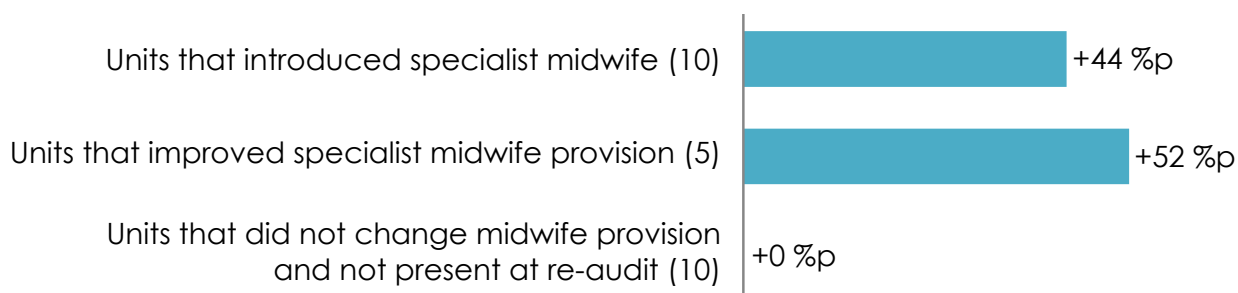 Units that introduced specialist midwife (10)
+44 %p
Units that improved specialist midwife provision (5)
+52 %p
Units that did not change midwife provision
and not present at re-audit (10)
+0 %p